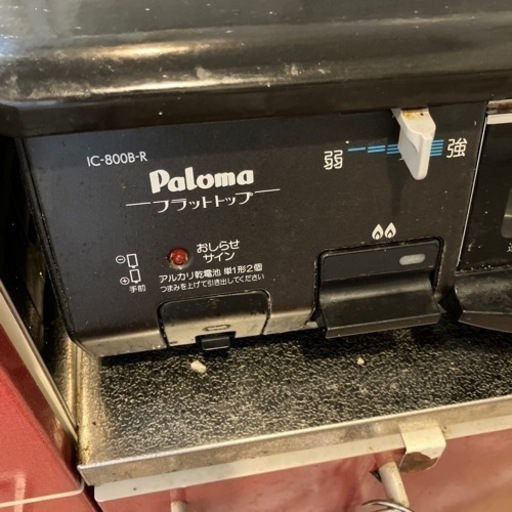 IC-800B-R
Paloma
フラットトップ
弱 強
おしらせ
サイン
アルカリ乾電池 単1形2個
つまみを上げて引き出してください
手前